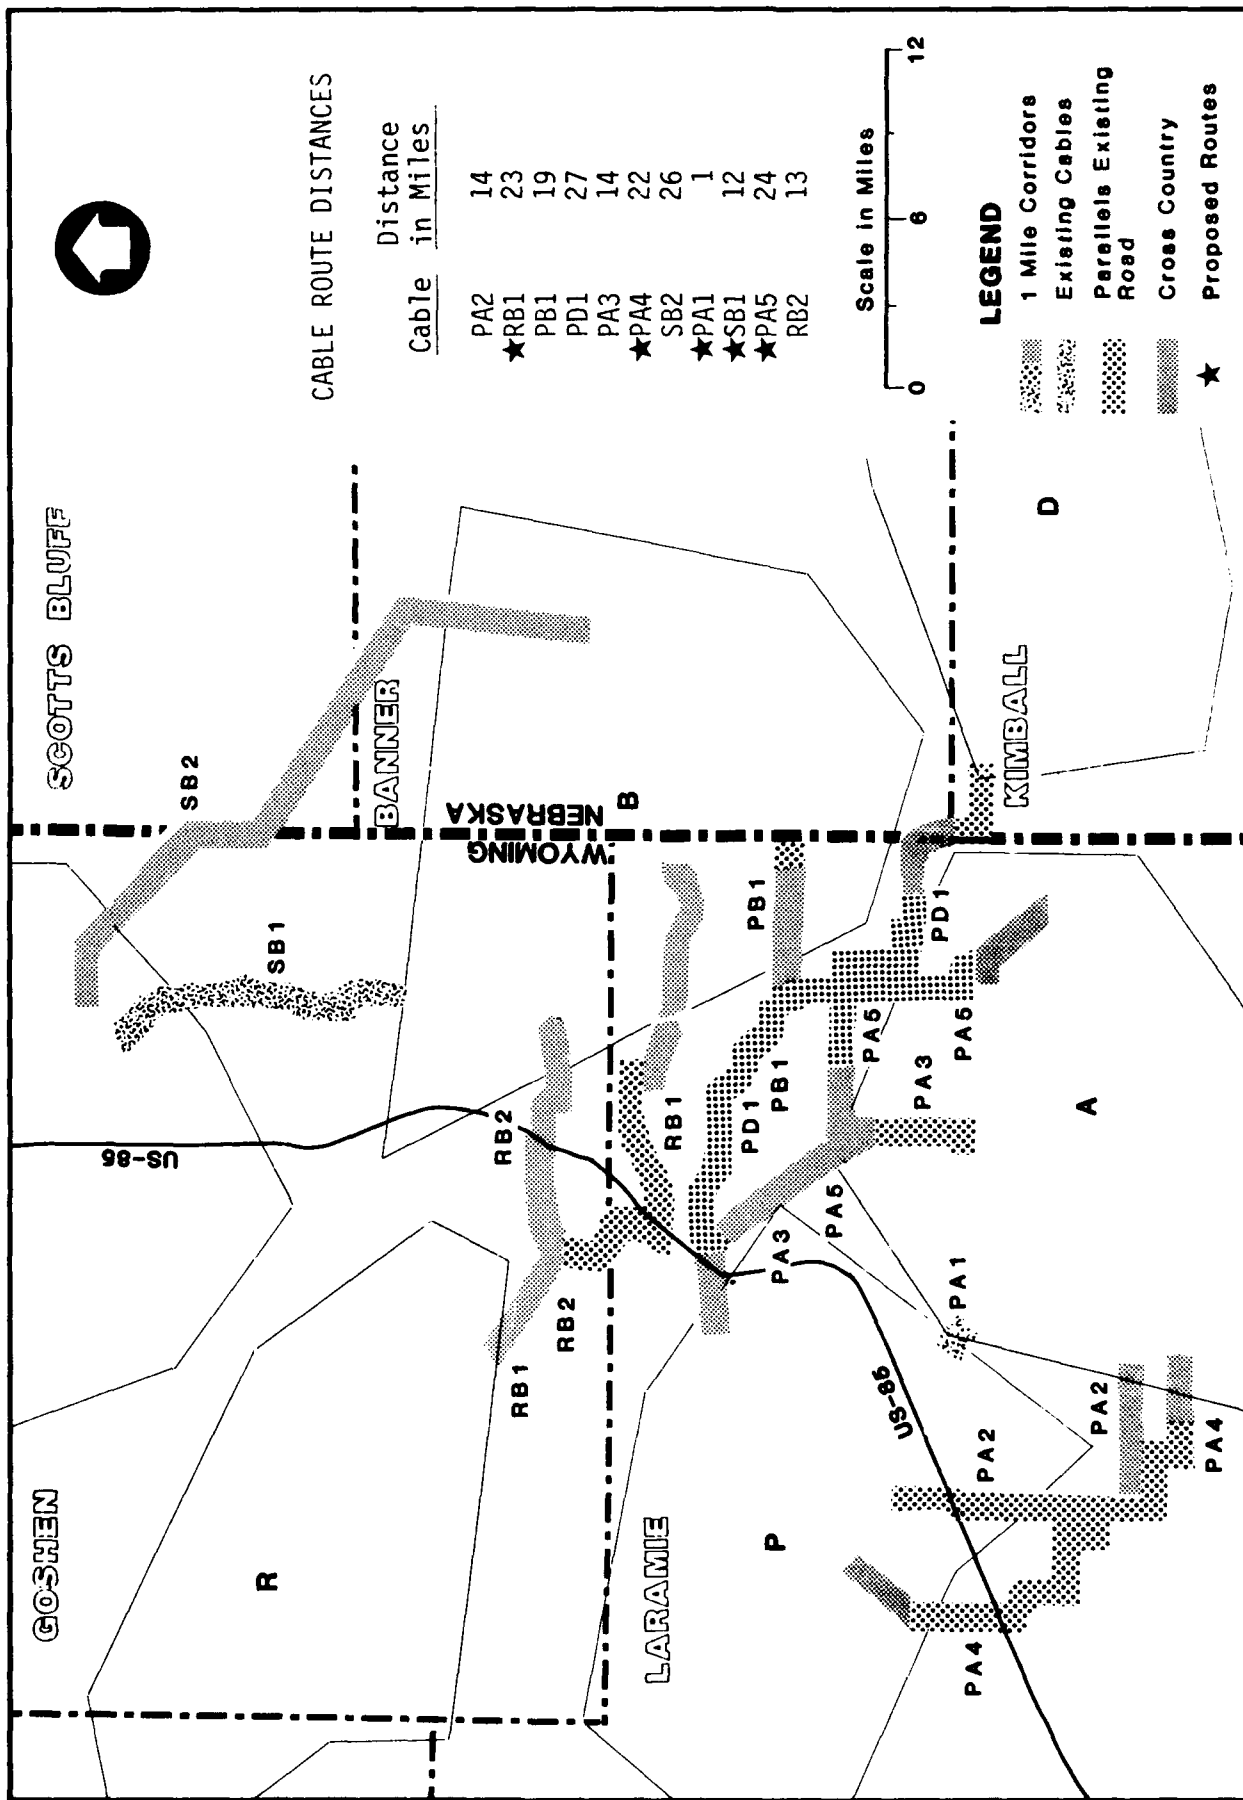 GOSHEN
SCOTTS BLUFF
US-85
SB2
SB1
R
BANNER
RB2
RB1
RB2
WYOMING
NEBRASKA
B
LARAMIE
RB1
PB1
PD1
PB1
P
PA3
PA5
PA5
PD1
US-85
PA3
PA5
PA1
PA2
KIMBALL
D
PA4
PA2
A
PA4
CABLE ROUTE DISTANCES
Cable Distance in Miles
PA2 14
★RB1 23
PB1 19
PD1 27
PA3 14
★PA4 22
SB2 26
★PA1 1
★SB1 12
★PA5 24
RB2 13
Scale in Miles
0 6 12
LEGEND
1 Mile Corridors
Existing Cables
Parallels Existing
Road
Cross Country
★ Proposed Routes